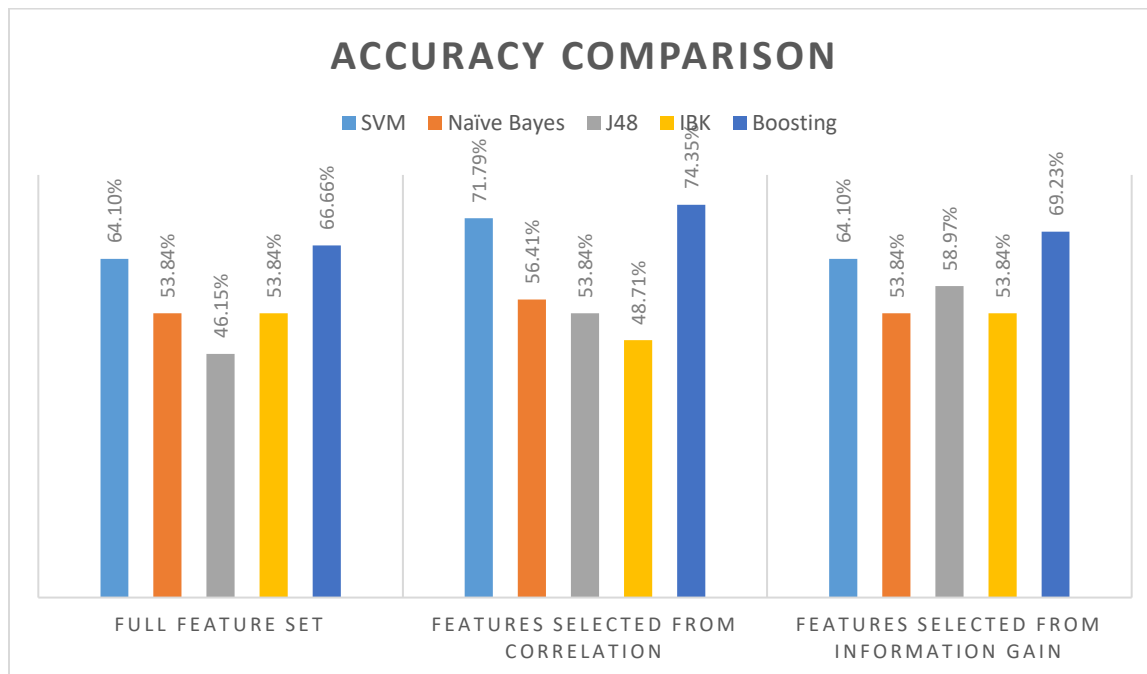 ACCURACY COMPARISON
SVM Naïve Bayes J48 IBK Boosting
64.10%
53.84%
46.15%
53.84%
66.66%
71.79%
56.41%
53.84%
48.71%
74.35%
64.10%
53.84%
58.97%
53.84%
69.23%
FULL FEATURE SET
FEATURES SELECTED FROM
CORRELATION
FEATURES SELECTED FROM
INFORMATION GAIN